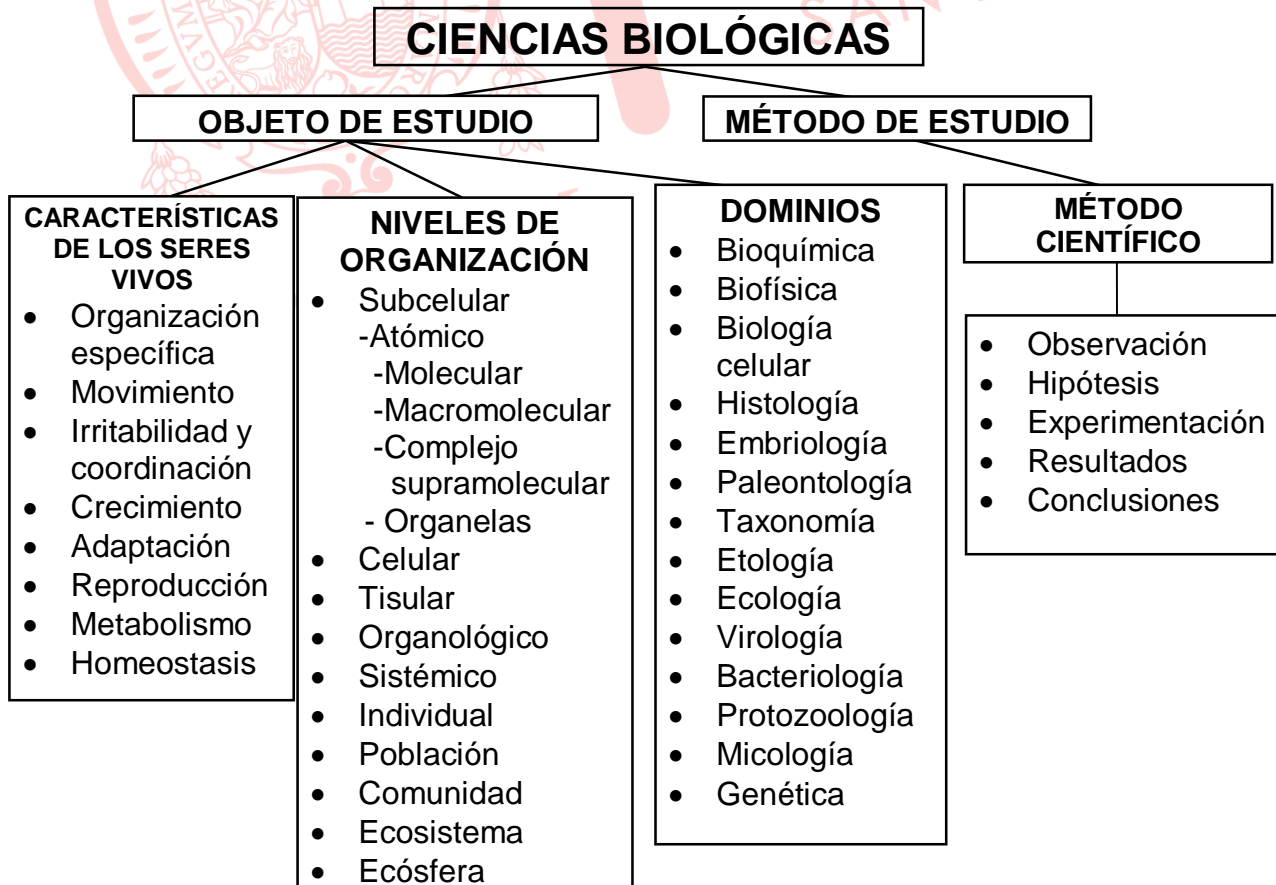 SAN
EGVM
CIENCIAS BIOLÓGICAS
OBJETO DE ESTUDIO
MÉTODO DE ESTUDIO
CARACTERÍSTICAS
DE LOS SERES
VIVOS
• Organización
específica
• Movimiento
• Irritabilidad y
coordinación
• Crecimiento
• Adaptación
• Reproducción
• Metabolismo
• Homeostasis
NIVELES DE
ORGANIZACIÓN
• Subcelular
-Atómico
-Molecular
-Macromolecular
-Complejo
supramolecular
- Organelas
• Celular
• Tisular
• Organológico
• Sistémico
• Individual
• Población
• Comunidad
• Ecosistema
• Ecósfera
DOMINIOS
• Bioquímica
• Biofísica
• Biología
celular
• Histología
• Embriología
• Paleontología
• Taxonomía
• Etología
• Ecología
• Virología
• Bacteriología
• Protozoología
• Micología
• Genética
MÉTODO
CIENTÍFICO
• Observación
• Hipótesis
• Experimentación
• Resultados
• Conclusiones